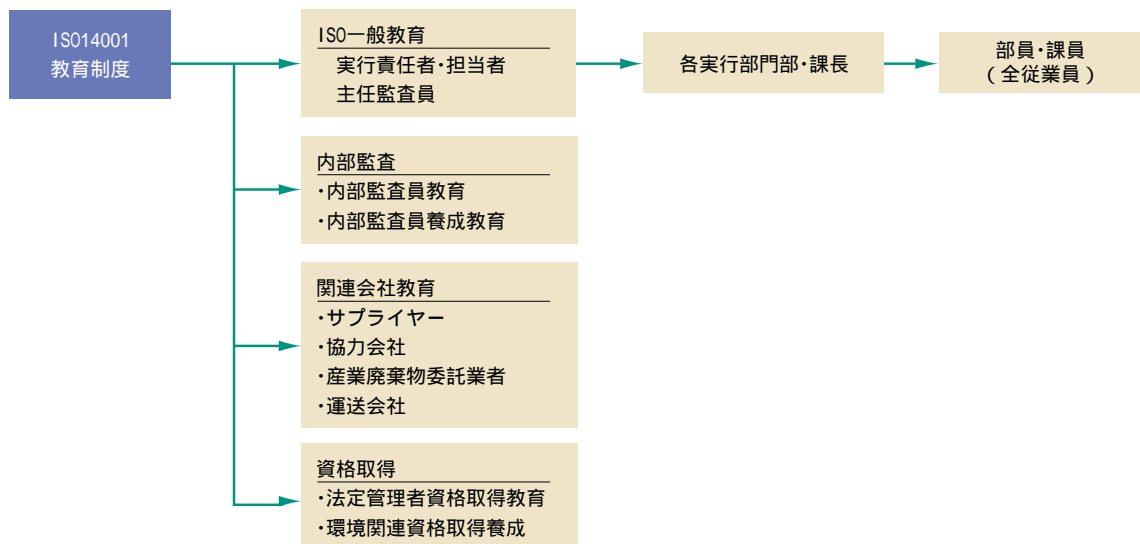 ISO14001
教育制度
ISO一般教育
実行責任者・担当者
主任監査員
各実行部門部・課長
部員・課員
(全従業員)
内部監査
・内部監査員教育
・内部監査員養成教育
関連会社教育
・サプライヤー
・協力会社
・産業廃棄物委託業者
・運送会社
資格取得
・法定管理者資格取得教育
・環境関連資格取得養成